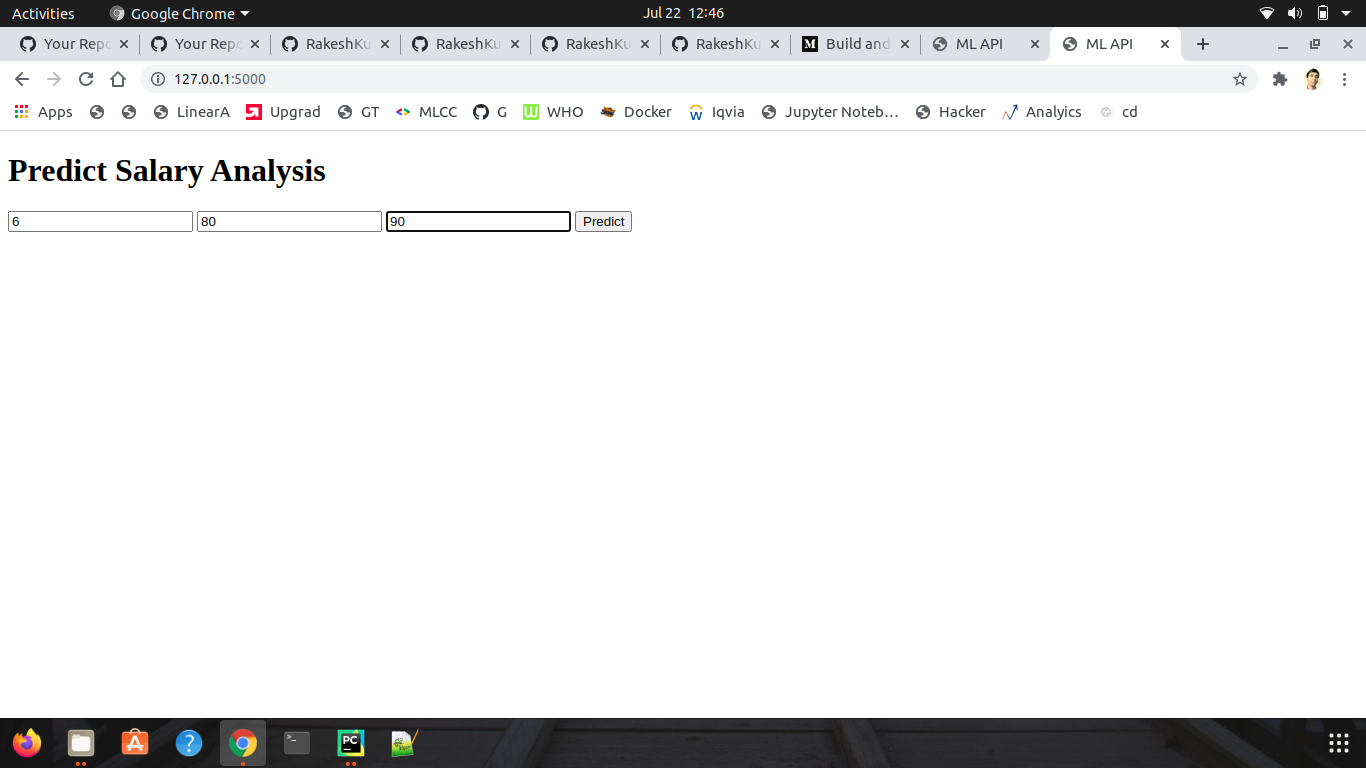 Activities Google Chrome Jul 22 12:46
Your Repo Your Repo RakeshKu RakeshKu RakeshKu RakeshKu M Build and ML API ML API
127.0.0.1:5000
Apps LinearA Upgrad GT MLCC G WHO Docker Iqvia Jupyter Noteb… Hacker Analyics cd
Predict Salary Analysis
6 80 90 Predict
PC